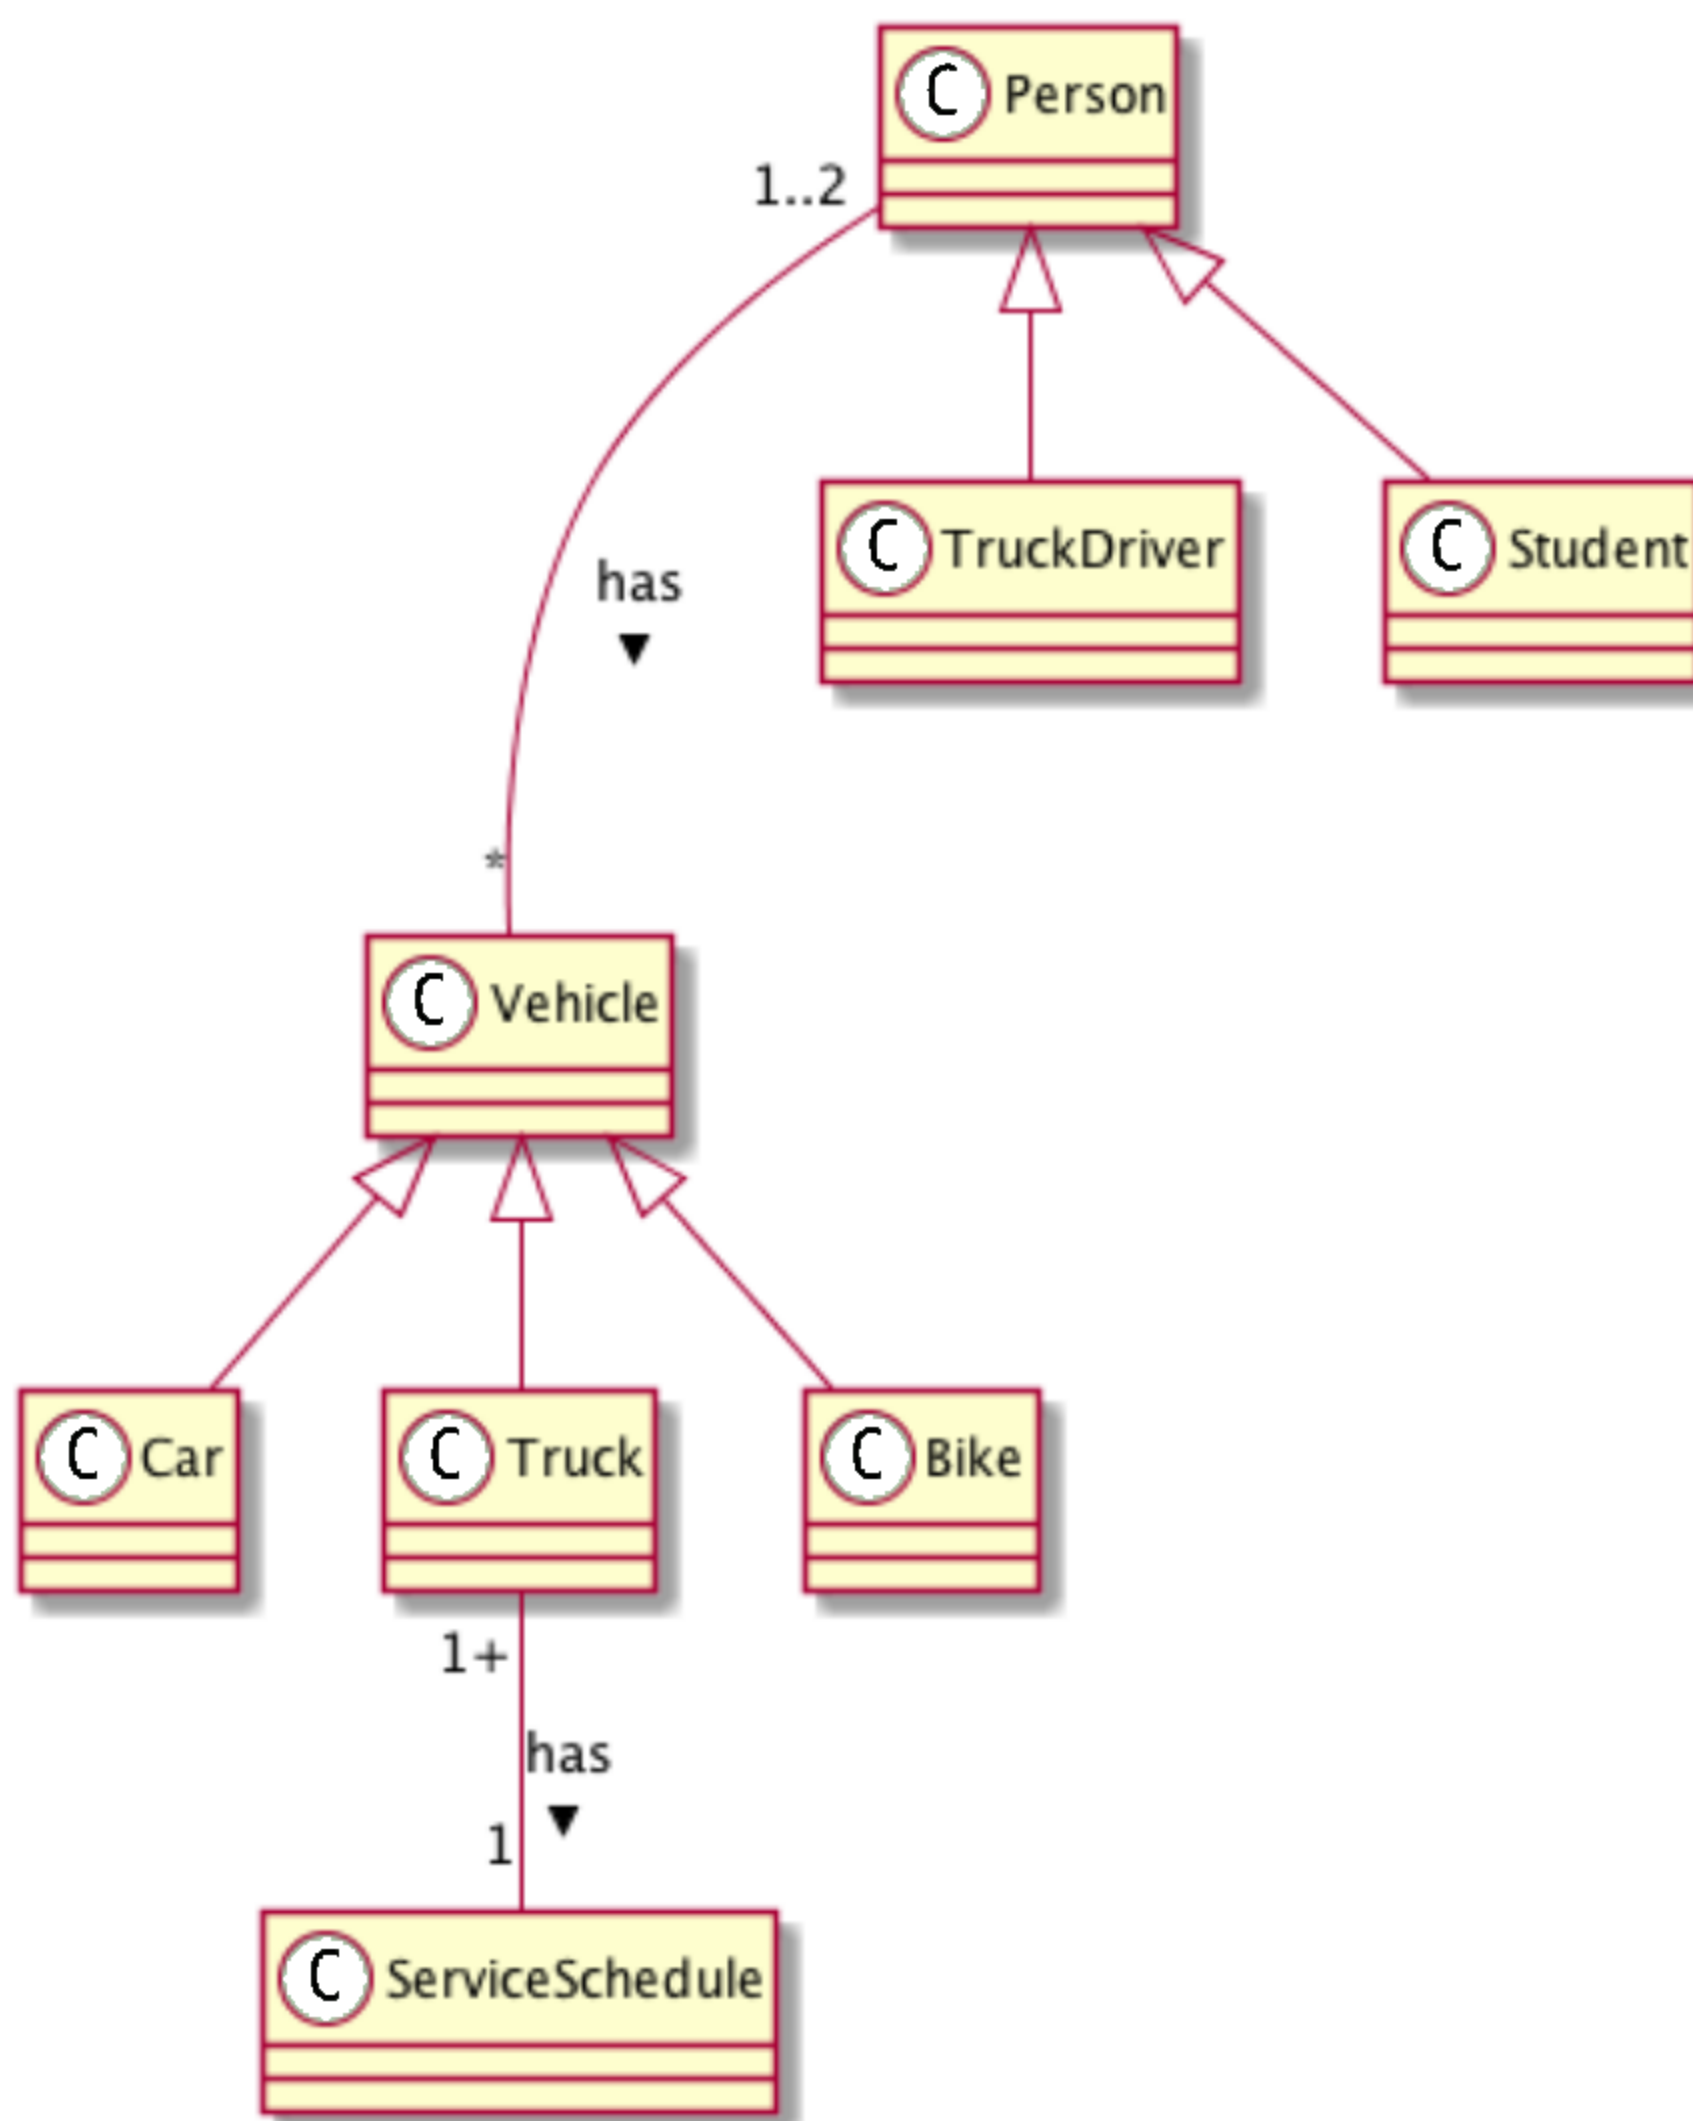 C Person
1..2
C TruckDriver
C Student
has
▼
*
C Vehicle
C Car
C Truck
C Bike
1+
has
▼
1
C ServiceSchedule